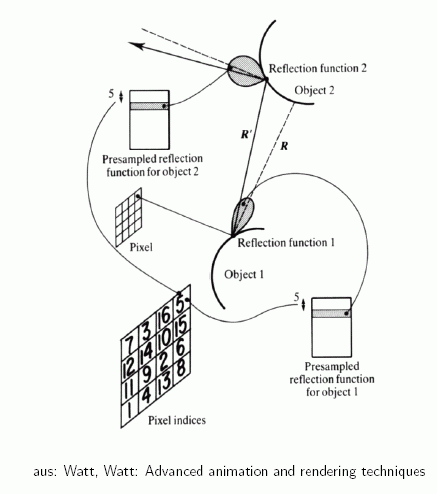 Reflection function 2
Object 2
5
Presampled reflection
function for object 2
R'
R
Pixel
Reflection function 1
Object 1
5
7 3 16 5
12 14 10 15
11 9 2 6
1 4 13 8
Pixel indices
Presampled
reflection function
for object 1
aus: Watt, Watt: Advanced animation and rendering techniques